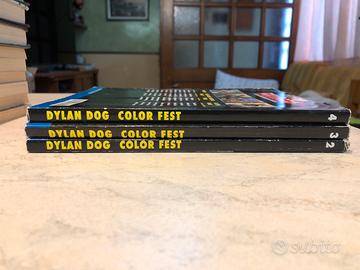 DYLAN DOG COLOR FEST 4
DYLAN DOG COLOR FEST 3
DYLAN DOG COLOR FEST 2
subito